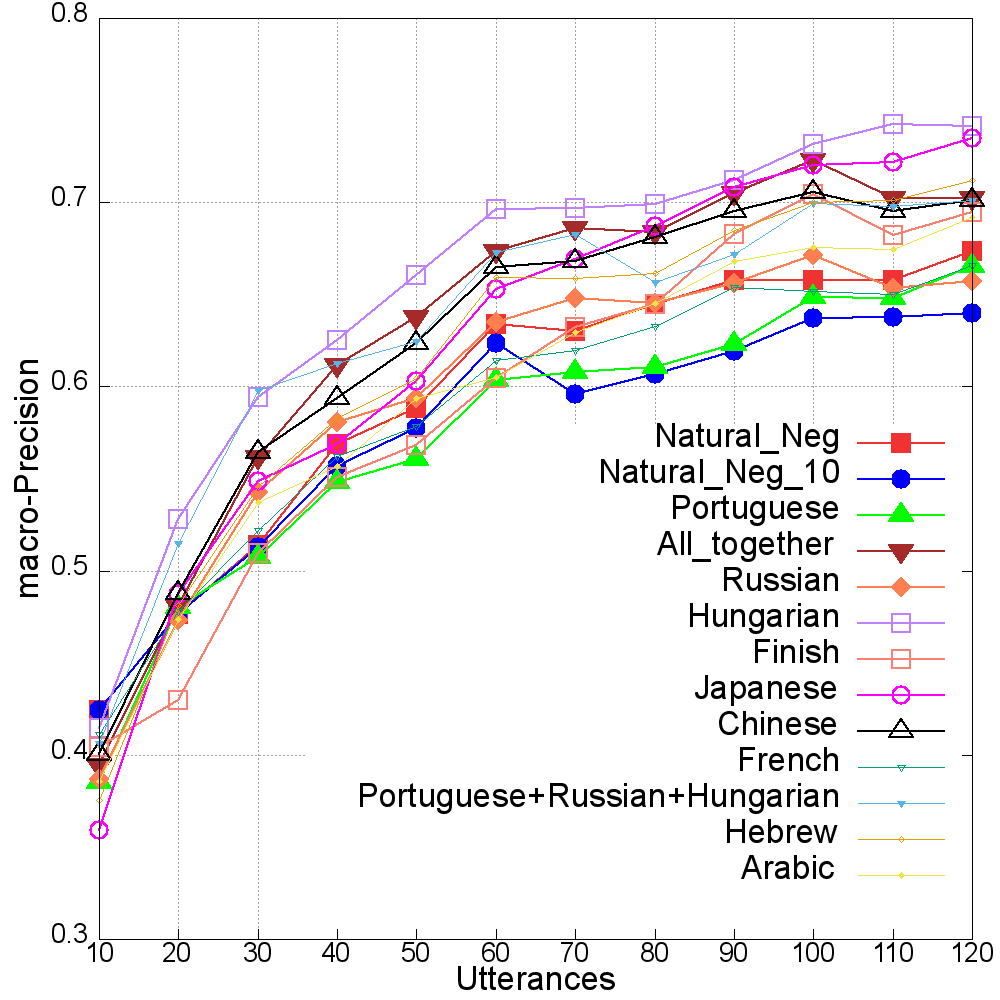 0.8
0.7
0.6
0.5
0.4
0.3
macro-Precision
10 20 30 40 50 60 70 80 90 100 110 120
Utterances
Natural_Neg
Natural_Neg_10
Portuguese
All_together
Russian
Hungarian
Finish
Japanese
Chinese
French
Portuguese+Russian+Hungarian
Hebrew
Arabic